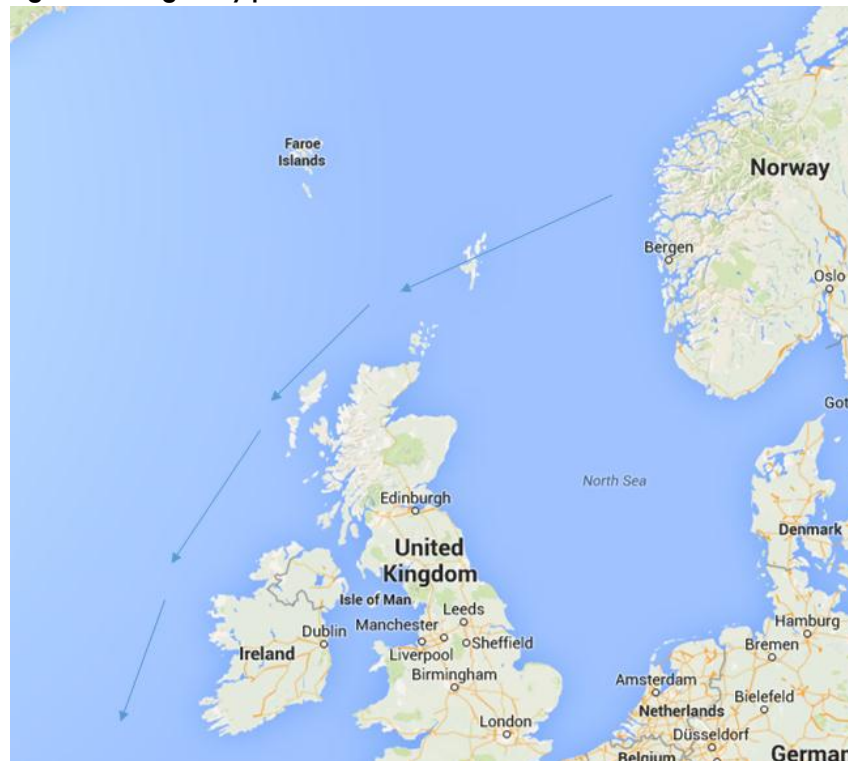 Faroe
Islands
Norway
Bergen
Oslo
Got
North Sea
Edinburgh
Denmark
United
Kingdom
Isle of Man
Leeds
Hamburg
Dublin
Manchester
Sheffield
Bremen
Ireland
Liverpool
Birmingham
Amsterdam
Bielefeld
Netherlands
London
Düsseldorf
Belgium
German